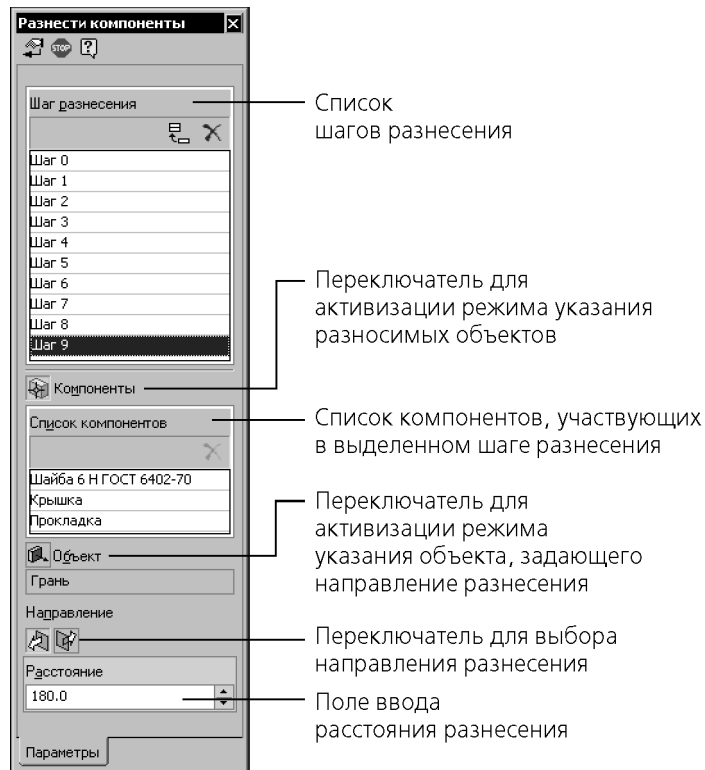 Разнести компоненты
STOP
Шаг разнесения
Список
шагов разнесения
Шаг 0
Шаг 1
Шаг 2
Шаг 3
Шаг 4
Шаг 5
Шаг 6
Шаг 7
Шаг 8
Шаг 9
Переключатель для
активизации режима указания
разносимых объектов
Компоненты
Список компонентов
Список компонентов, участвующих
в выделенном шаге разнесения
Шайба 6 Н ГОСТ 6402-70
Крышка
Прокладка
Переключатель для
активизации режима
указания объекта, задающего
направление разнесения
Объект
Грань
Направление
Переключатель для выбора
направления разнесения
Расстояние
180.0
Поле ввода
расстояния разнесения
Параметры